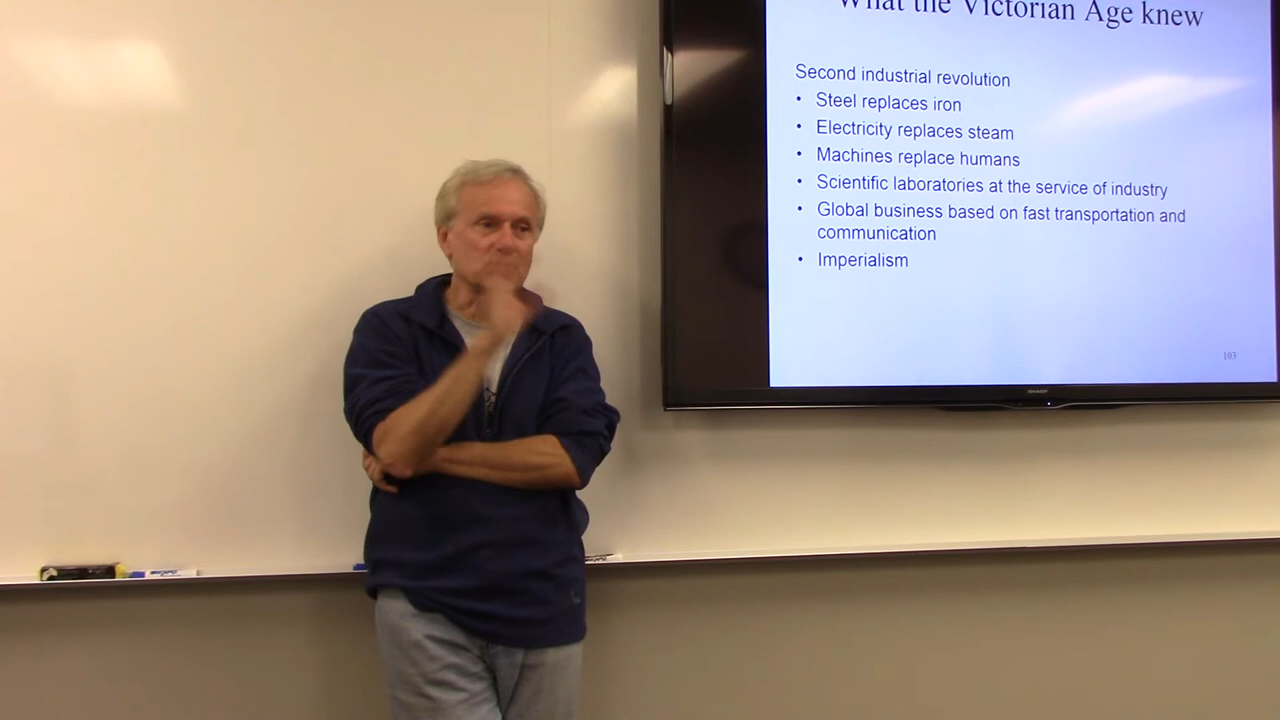 What the Victorian Age knew
Second industrial revolution
• Steel replaces iron
• Electricity replaces steam
• Machines replace humans
• Scientific laboratories at the service of industry
• Global business based on fast transportation and
communication
• Imperialism
103
SHARP